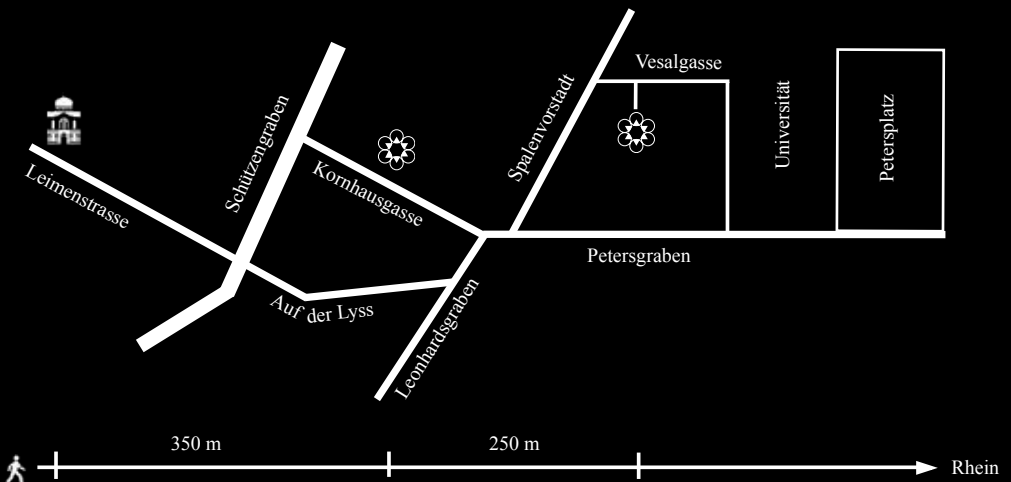 Vesalgasse
Spalenvorstadt
Universität
Petersplatz
Schützengraben
Leimenstrasse
Kornhausgasse
Petersgraben
Auf der Lyss
Leonhardsgraben
350 m
250 m
Rhein